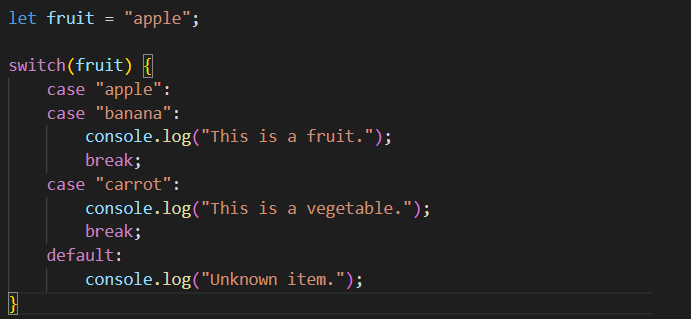 let fruit = "apple";

switch(fruit) {
    case "apple":
    case "banana":
        console.log("This is a fruit.");
        break;
    case "carrot":
        console.log("This is a vegetable.");
        break;
    default:
        console.log("Unknown item.");
}